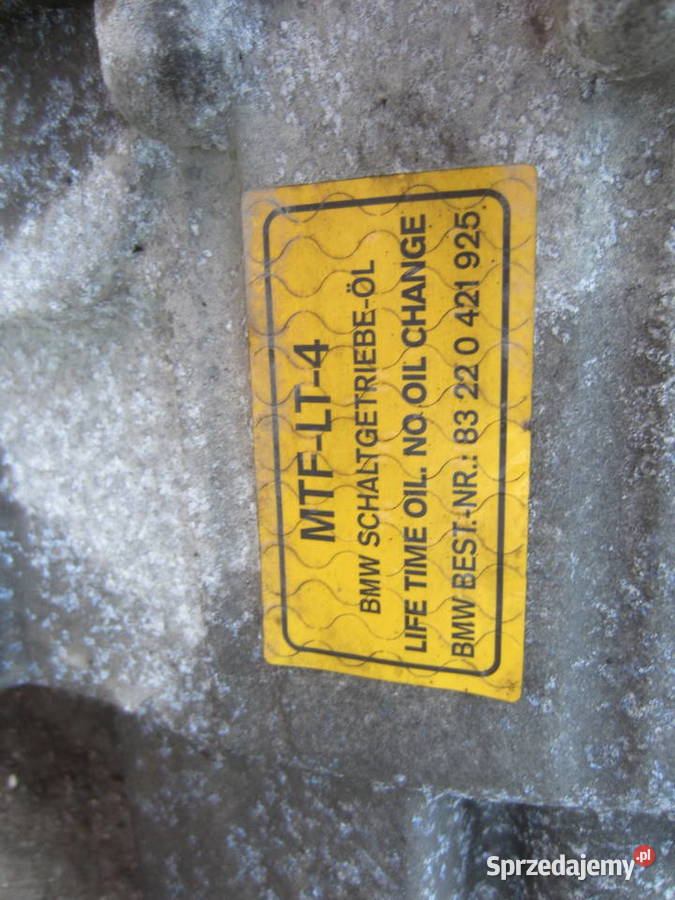 MTF-LT-4
BMW SCHALTGETRIEBE-ÖL
LIFE TIME OIL. NO OIL CHANGE
BMW BEST.-NR.: 83 22 0 421 925
Sprzedajemy.pl